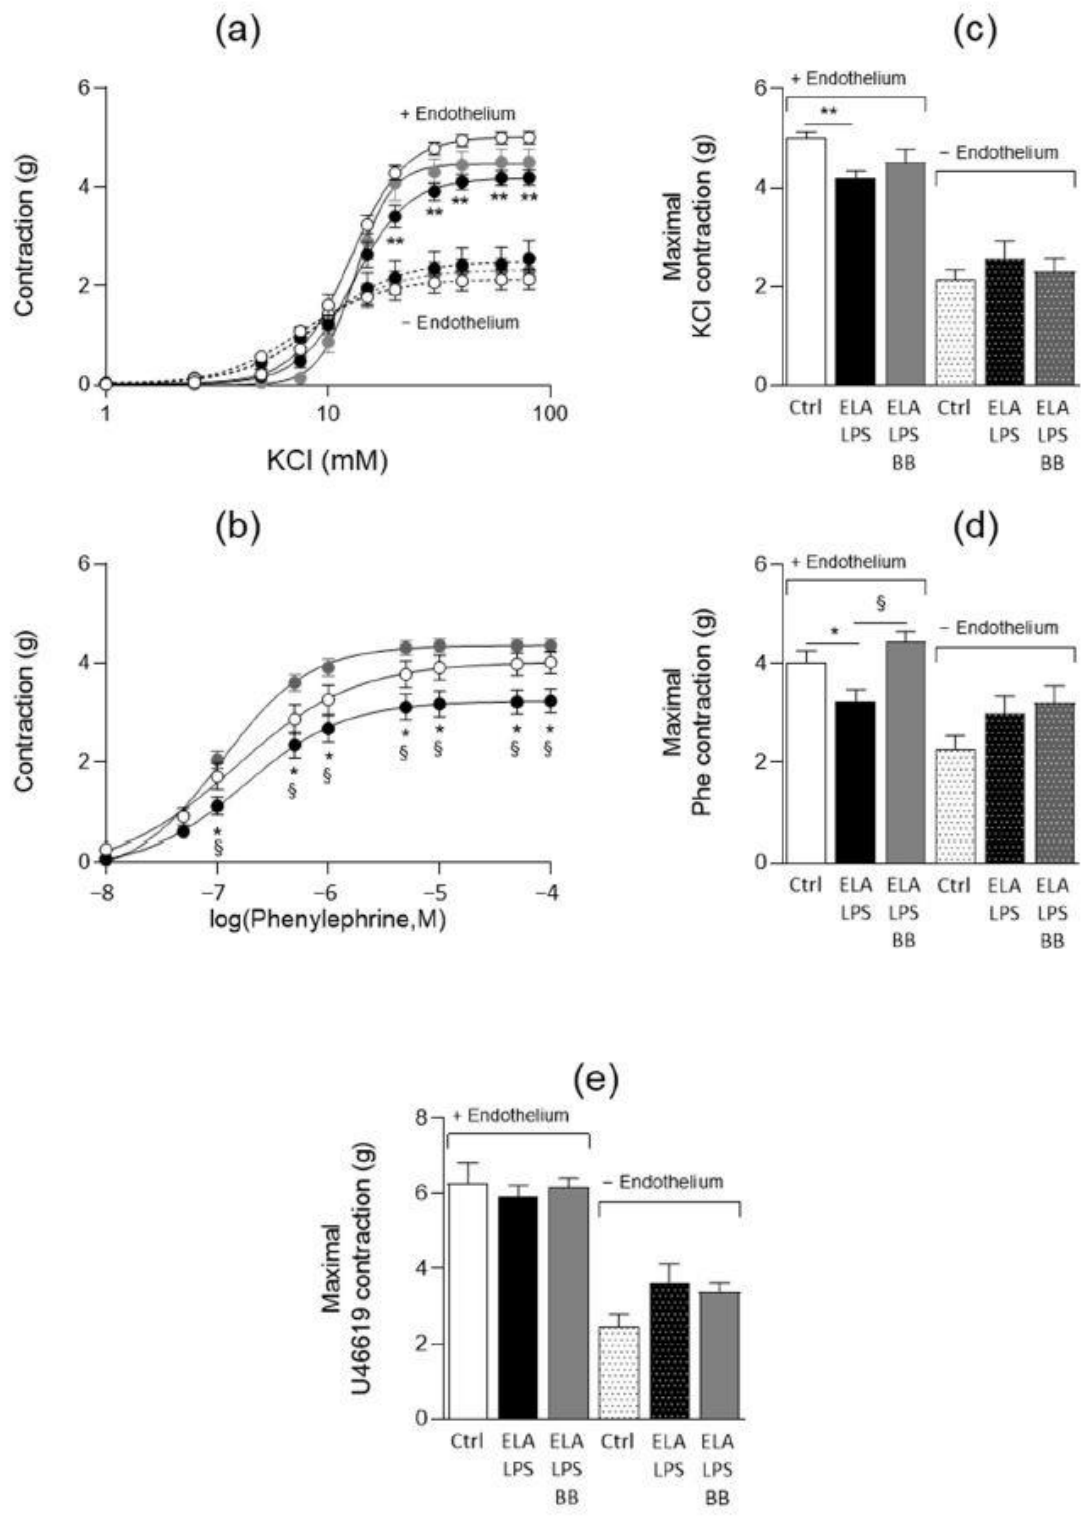 (a)
6
4
2
0
Contraction (g)
+ Endothelium
**
**
**
**
**
− Endothelium
1
10
100
KCl (mM)
(c)
6
4
2
0
Maximal
KCl contraction (g)
+ Endothelium
**
− Endothelium
Ctrl ELA ELA Ctrl ELA ELA
LPS LPS LPS LPS
BB BB
(b)
6
4
2
0
Contraction (g)
* * * *
§ § § §
* *
§ §
*
§
−8 −7 −6 −5 −4
log(Phenylephrine,M)
(d)
6
4
2
0
Maximal
Phe contraction (g)
+ Endothelium
§
*
− Endothelium
Ctrl ELA ELA Ctrl ELA ELA
LPS LPS LPS LPS
BB BB
(e)
8
6
4
2
0
Maximal
U46619 contraction (g)
+ Endothelium
− Endothelium
Ctrl ELA ELA Ctrl ELA ELA
LPS LPS LPS LPS
BB BB